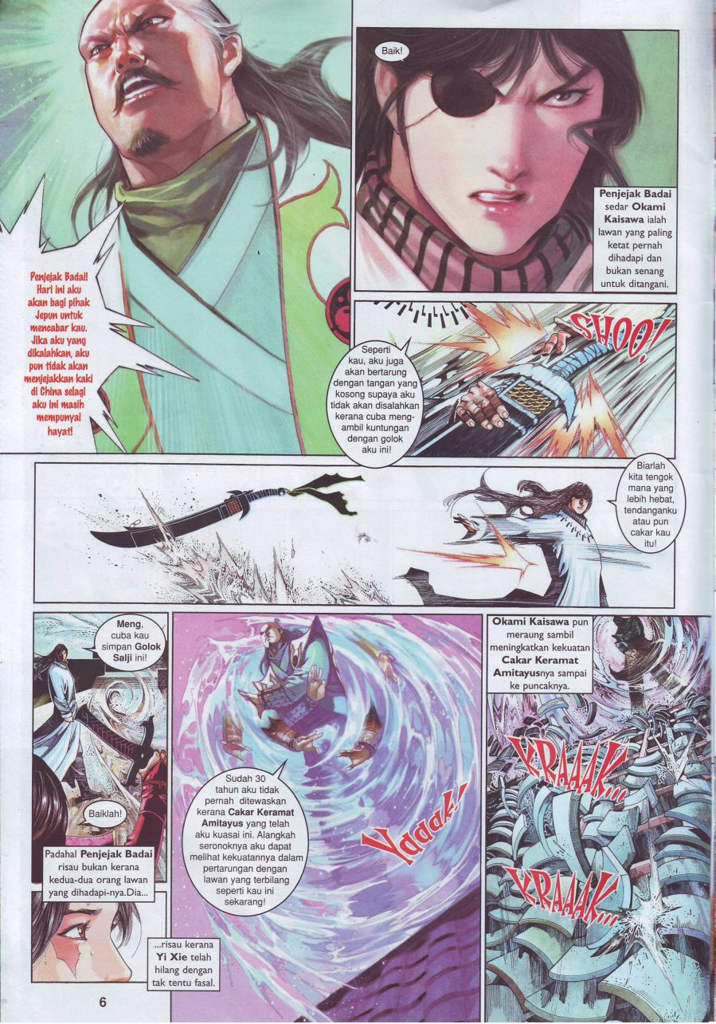 Penjejak Badai!
Hari ini aku
akan bagi pihak
Jepun untuk
mencabar kau.
Jika aku yang
dikalahkan, aku
pun tidak akan
menjejakkan kaki
di China selagi
aku ini masih
mempunyai
hayat!
Baik!
Penjejak Badai
sedar Okami
Kaisawa ialah
lawan yang paling
ketat pernah
dihadapi dan
bukan senang
untuk ditangani.
Seperti
kau, aku juga
akan bertarung
dengan tangan yang
kosong supaya aku
tidak akan disalahkan
kerana cuba meng-
ambil kuntungan
dengan golok
aku ini!
CHOO!
Biarlah
kita tengok
mana yang
lebih hebat,
tendanganku
atau pun
cakar kau
itu!
Meng,
cuba kau
simpan Golok
Salji ini!
Baiklah!
Padahal Penjejak Badai
risau bukan kerana
kedua-dua orang lawan
yang dihadapi-nya.Dia...
...risau kerana
Yi Xie telah
hilang dengan
tak tentu fasal.
Sudah 30
tahun aku tidak
pernah ditewaskan
kerana Cakar Keramat
Amitayus yang telah
aku kuasai ini. Alangkah
seronoknya aku dapat
melihat kekuatannya dalam
pertarungan dengan
lawan yang terbilang
seperti kau ini
sekarang!
Yaaak!
Okami Kaisawa pun
meraung sambil
meningkatkan kekuatan
Cakar Keramat
Amitayusnya sampai
ke puncaknya.
KRAAAK...
KRAAAK...
6